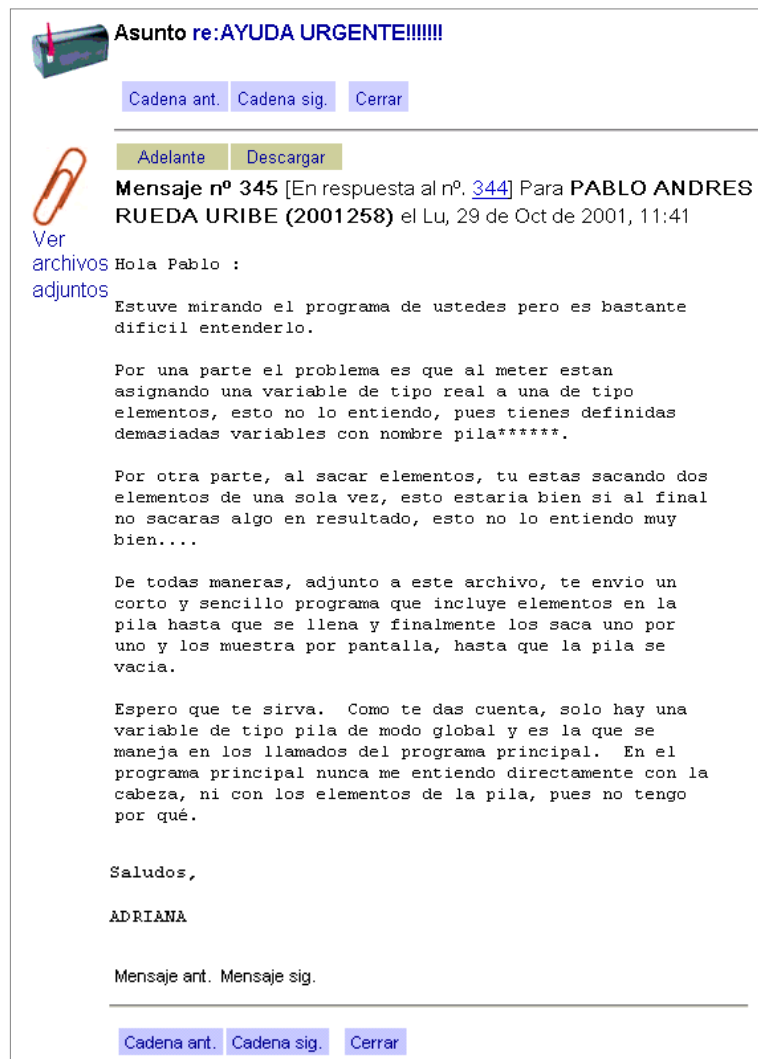 Asunto re:AYUDA URGENTE!!!!!!!
Cadena ant. Cadena sig. Cerrar
Adelante Descargar
Mensaje nº 345 [En respuesta al nº. 344] Para PABLO ANDRES
RUEDA URIBE (2001258) el Lu, 29 de Oct de 2001, 11:41
Ver
archivos
adjuntos
Hola Pablo :
Estuve mirando el programa de ustedes pero es bastante
dificil entenderlo.
Por una parte el problema es que al meter estan
asignando una variable de tipo real a una de tipo
elementos, esto no lo entiendo, pues tienes definidas
demasiadas variables con nombre pila******.
Por otra parte, al sacar elementos, tu estas sacando dos
elementos de una sola vez, esto estaria bien si al final
no sacaras algo en resultado, esto no lo entiendo muy
bien....
De todas maneras, adjunto a este archivo, te envio un
corto y sencillo programa que incluye elementos en la
pila hasta que se llena y finalmente los saca uno por
uno y los muestra por pantalla, hasta que la pila se
vacia.
Espero que te sirva.  Como te das cuenta, solo hay una
variable de tipo pila de modo global y es la que se
maneja en los llamados del programa principal.  En el
programa principal nunca me entiendo directamente con la
cabeza, ni con los elementos de la pila, pues no tengo
por qué.
Saludos,
ADRIANA
Mensaje ant. Mensaje sig.
Cadena ant. Cadena sig. Cerrar